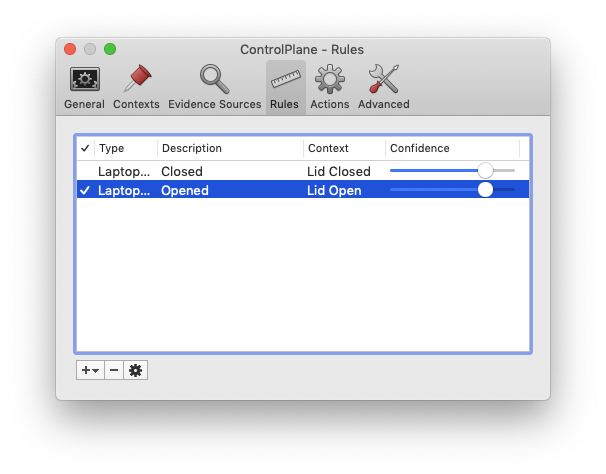 ControlPlane - Rules
General Contexts Evidence Sources Rules Actions Advanced
✓ Type Description Context Confidence
Laptop... Closed Lid Closed
✓ Laptop... Opened Lid Open